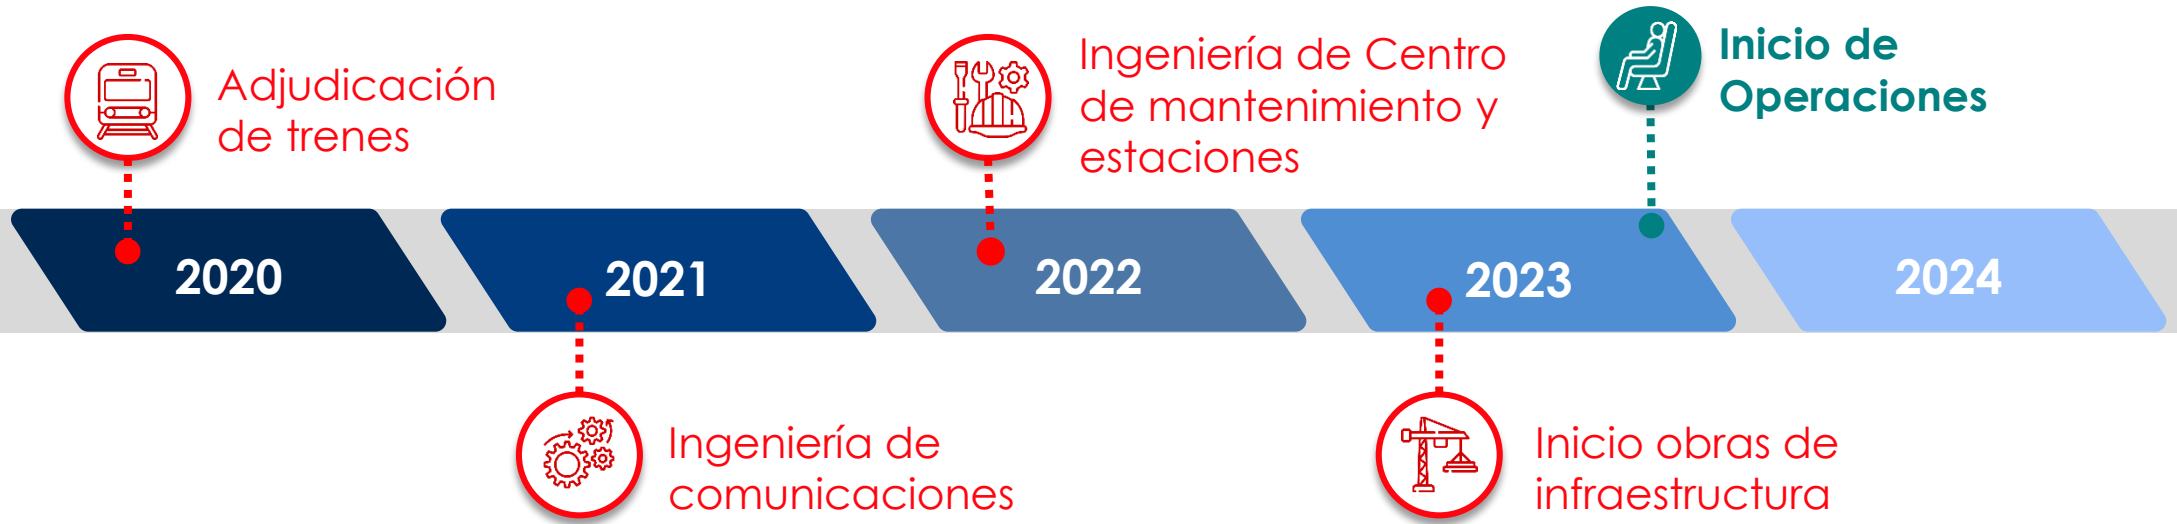 Adjudicación
de trenes
Ingeniería de Centro
de mantenimiento y
estaciones
Inicio de
Operaciones
2020
2021
2022
2023
2024
Ingeniería de
comunicaciones
Inicio obras de
infraestructura